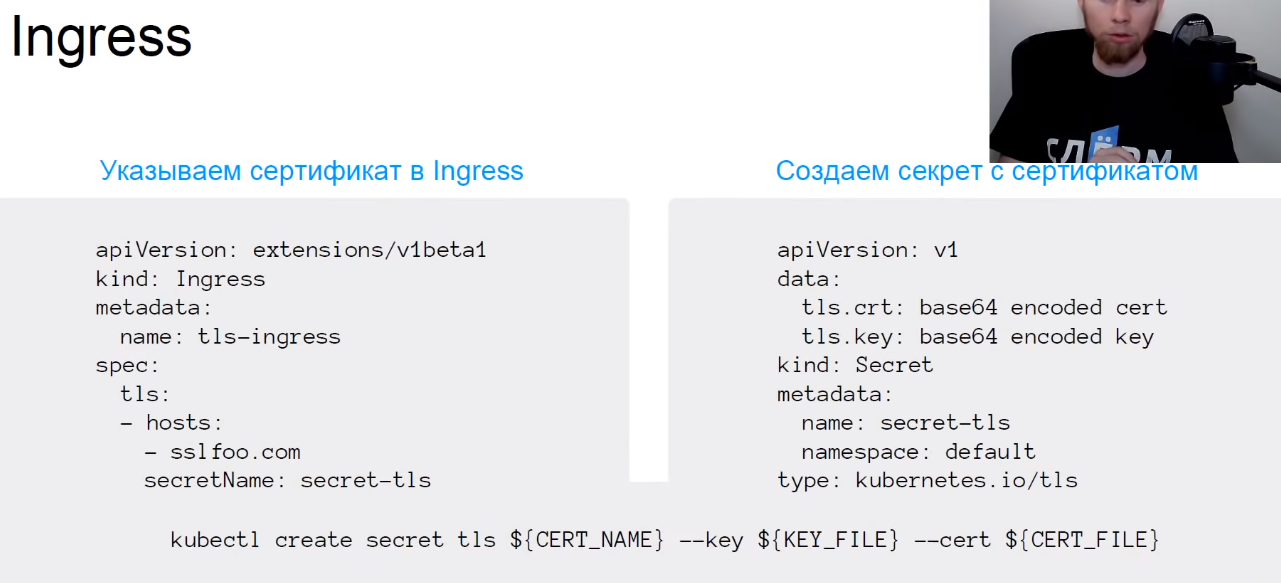 Ingress
Указываем сертификат в Ingress
apiVersion: extensions/v1beta1
kind: Ingress
metadata:
  name: tls-ingress
spec:
  tls:
  - hosts:
    - sslfoo.com
    secretName: secret-tls
СЛЁРМ
Создаем секрет с сертификатом
apiVersion: v1
data:
  tls.crt: base64 encoded cert
  tls.key: base64 encoded key
kind: Secret
metadata:
  name: secret-tls
  namespace: default
type: kubernetes.io/tls
kubectl create secret tls ${CERT_NAME} --key ${KEY_FILE} --cert ${CERT_FILE}